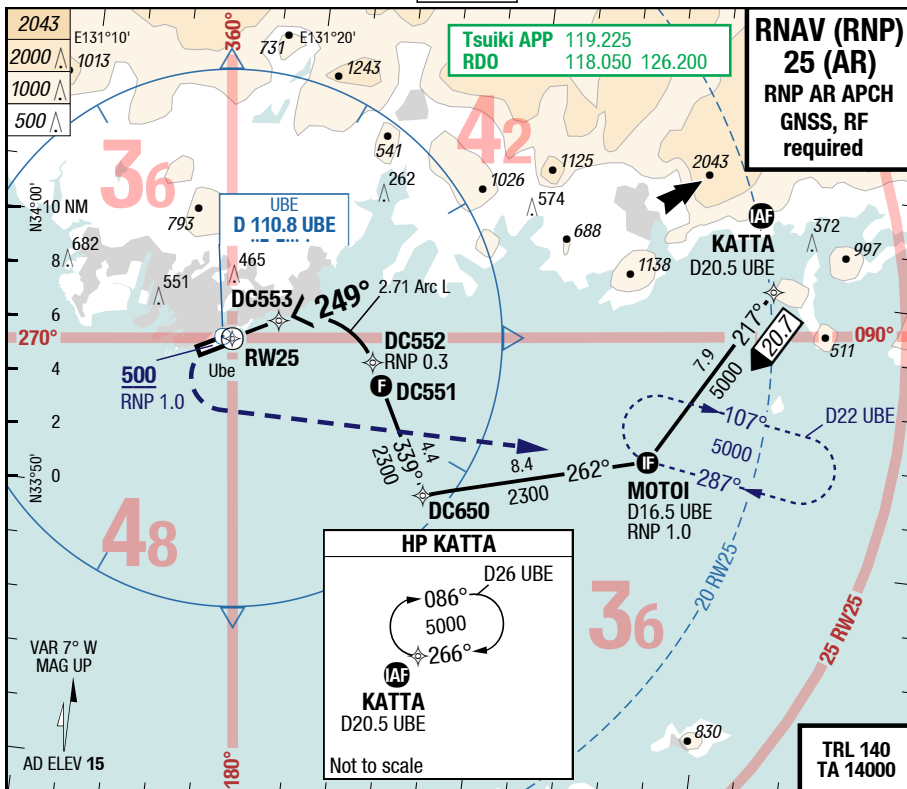 2043
2000
1000
500
E131°10'
1013
360°
731
E131°20'
1243
Tsuiki APP 119.225
RDO 118.050 126.200
RNAV (RNP)
25 (AR)
RNP AR APCH
GNSS, RF
required
36
42
541
262
1026
1125
574
2043
N34°00'
10 NM
793
UBE
D 110.8 UBE
688
IAF
KATTA
D20.5 UBE
372
997
682
8
551
465
1138
6
DC553
249°
2.71 Arc L
217°
20.7
270°
090°
RW25
DC552
RNP 0.3
7.9
5000
511
4
500
RNP 1.0
Ube
F DC551
2
107°
D22 UBE
5000
287°
4.4
339°
2300
8.4
262°
2300
IF
MOTOI
D16.5 UBE
RNP 1.0
N33°50'
0
DC650
48
HP KATTA
D26 UBE
086°
5000
266°
IAF
KATTA
D20.5 UBE
Not to scale
36
20 RW25
25 RW25
VAR 7° W
MAG UP
AD ELEV 15
180°
830
TRL 140
TA 14000